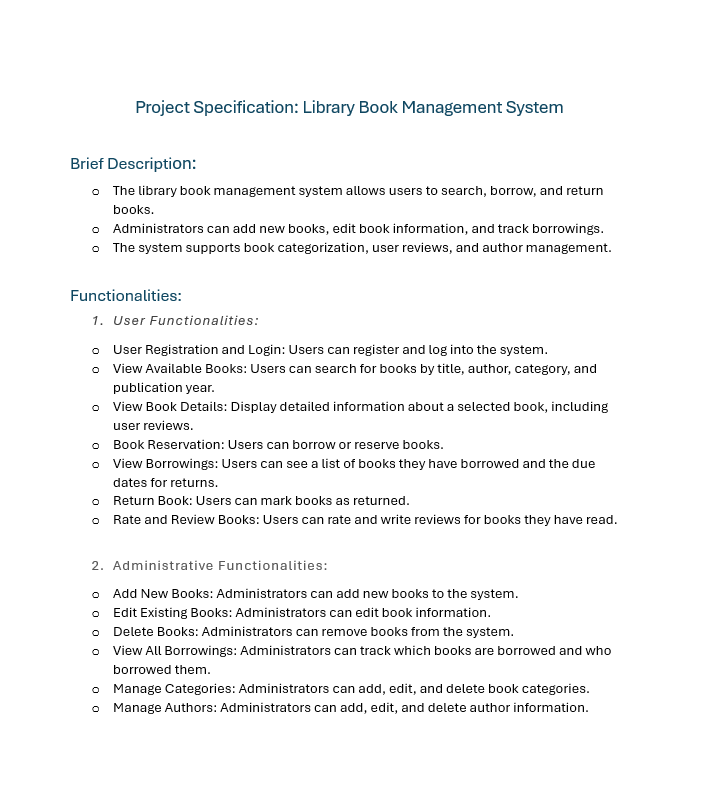 Project Specification: Library Book Management System
Brief Description:
o The library book management system allows users to search, borrow, and return
books.
o Administrators can add new books, edit book information, and track borrowings.
o The system supports book categorization, user reviews, and author management.
Functionalities:
1. User Functionalities:
o User Registration and Login: Users can register and log into the system.
o View Available Books: Users can search for books by title, author, category, and
publication year.
o View Book Details: Display detailed information about a selected book, including
user reviews.
o Book Reservation: Users can borrow or reserve books.
o View Borrowings: Users can see a list of books they have borrowed and the due
dates for returns.
o Return Book: Users can mark books as returned.
o Rate and Review Books: Users can rate and write reviews for books they have read.
2. Administrative Functionalities:
o Add New Books: Administrators can add new books to the system.
o Edit Existing Books: Administrators can edit book information.
o Delete Books: Administrators can remove books from the system.
o View All Borrowings: Administrators can track which books are borrowed and who
borrowed them.
o Manage Categories: Administrators can add, edit, and delete book categories.
o Manage Authors: Administrators can add, edit, and delete author information.